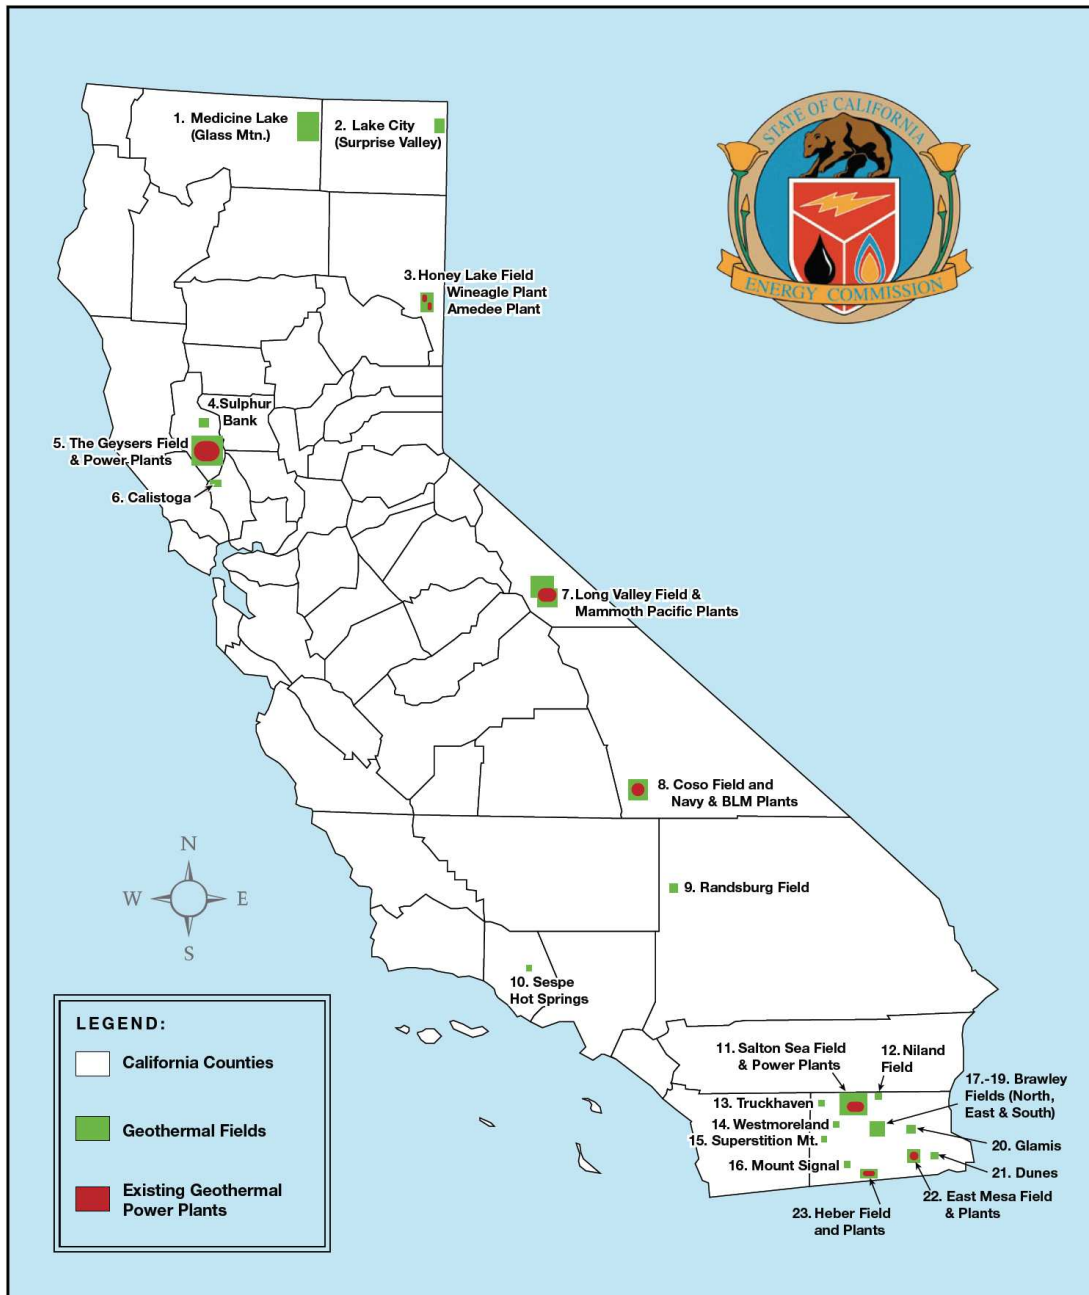 STATE OF CALIFORNIA
ENERGY COMMISSION
1. Medicine Lake
(Glass Mtn.)
2. Lake City
(Surprise Valley)
3. Honey Lake Field
Wineagle Plant
Amedee Plant
4.Sulphur
Bank
5. The Geysers Field
& Power Plants
6. Calistoga
7. Long Valley Field &
Mammoth Pacific Plants
8. Coso Field and
Navy & BLM Plants
N
W
E
S
9. Randsburg Field
10. Sespe
Hot Springs
LEGEND:
California Counties
Geothermal Fields
Existing Geothermal
Power Plants
11. Salton Sea Field
& Power Plants
12. Niland
Field
17.-19. Brawley
Fields (North,
East & South)
13. Truckhaven
14. Westmoreland
15. Superstition Mt.
16. Mount Signal
20. Glamis
21. Dunes
22. East Mesa Field
& Plants
23. Heber Field
and Plants